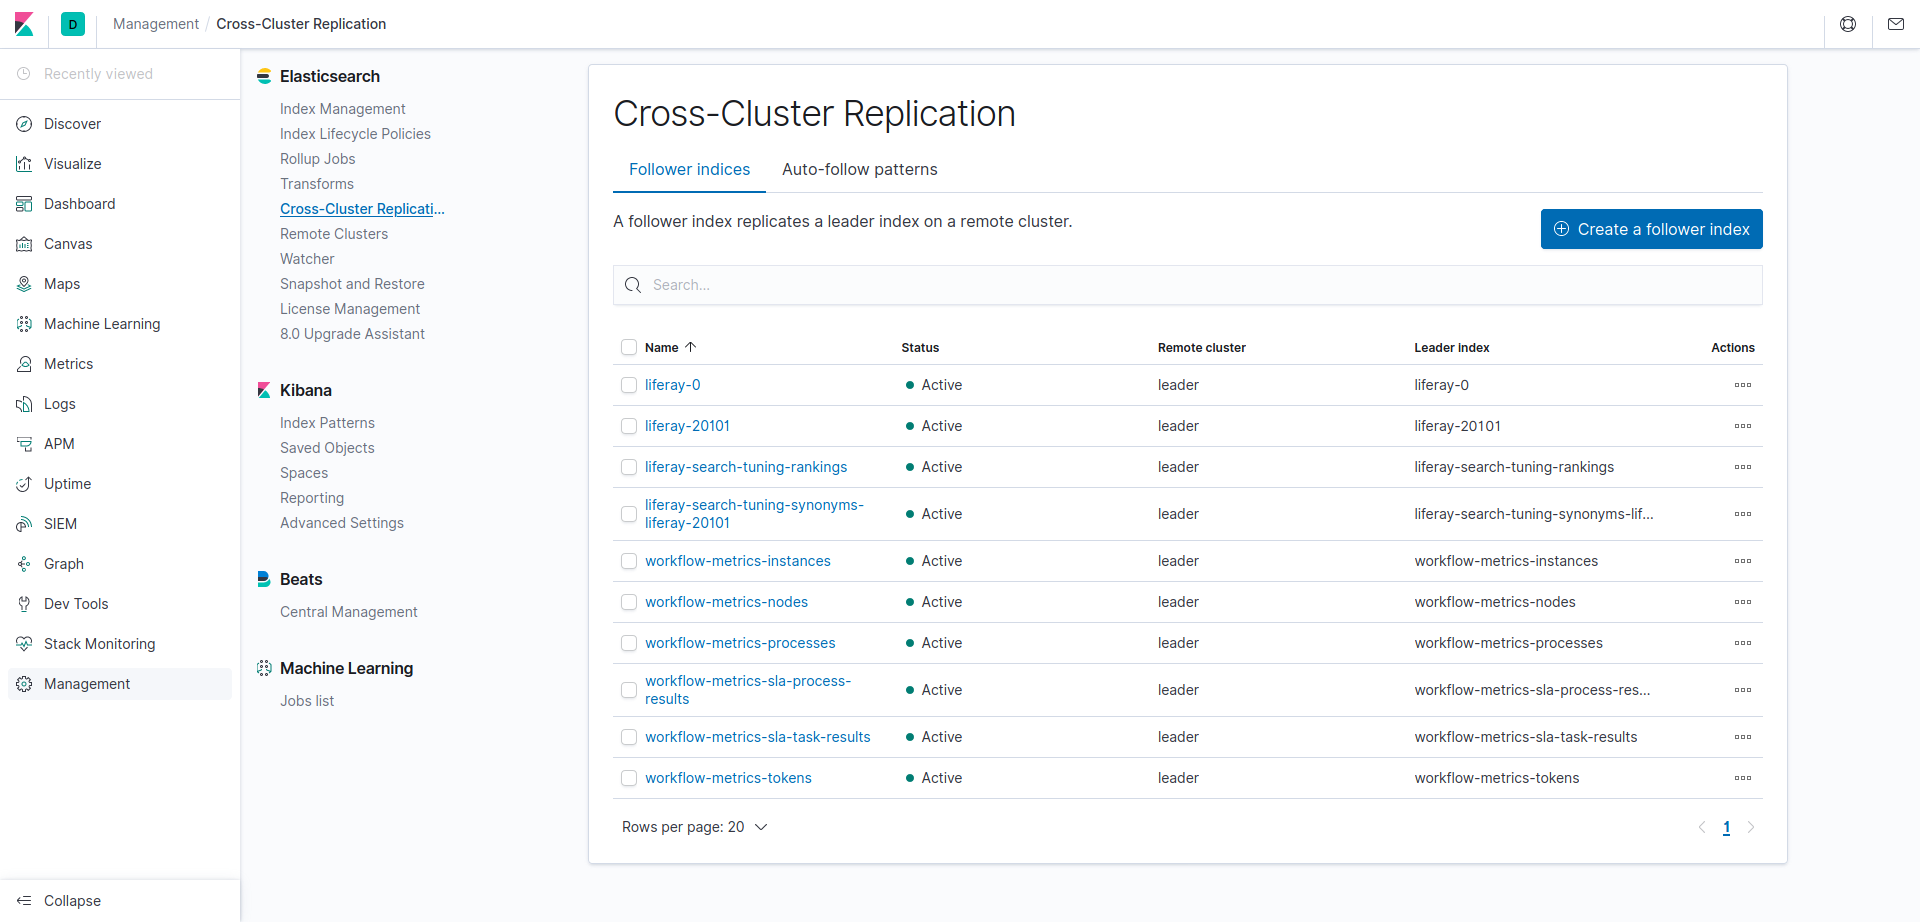 D
Management / Cross-Cluster Replication
Recently viewed
Discover
Visualize
Dashboard
Canvas
Maps
Machine Learning
Metrics
Logs
APM
Uptime
SIEM
Graph
Dev Tools
Stack Monitoring
Management
Collapse
Elasticsearch
Index Management
Index Lifecycle Policies
Rollup Jobs
Transforms
Cross-Cluster Replicati...
Remote Clusters
Watcher
Snapshot and Restore
License Management
8.0 Upgrade Assistant
Kibana
Index Patterns
Saved Objects
Spaces
Reporting
Advanced Settings
Beats
Central Management
Machine Learning
Jobs list
Cross-Cluster Replication
Follower indices Auto-follow patterns
A follower index replicates a leader index on a remote cluster.
Create a follower index
Search...
Name Status Remote cluster Leader index Actions
liferay-0 Active leader liferay-0
liferay-20101 Active leader liferay-20101
liferay-search-tuning-rankings Active leader liferay-search-tuning-rankings
liferay-search-tuning-synonyms-
liferay-20101 Active leader liferay-search-tuning-synonyms-lif...
workflow-metrics-instances Active leader workflow-metrics-instances
workflow-metrics-nodes Active leader workflow-metrics-nodes
workflow-metrics-processes Active leader workflow-metrics-processes
workflow-metrics-sla-process-
results Active leader workflow-metrics-sla-process-res...
workflow-metrics-sla-task-results Active leader workflow-metrics-sla-task-results
workflow-metrics-tokens Active leader workflow-metrics-tokens
Rows per page: 20 1